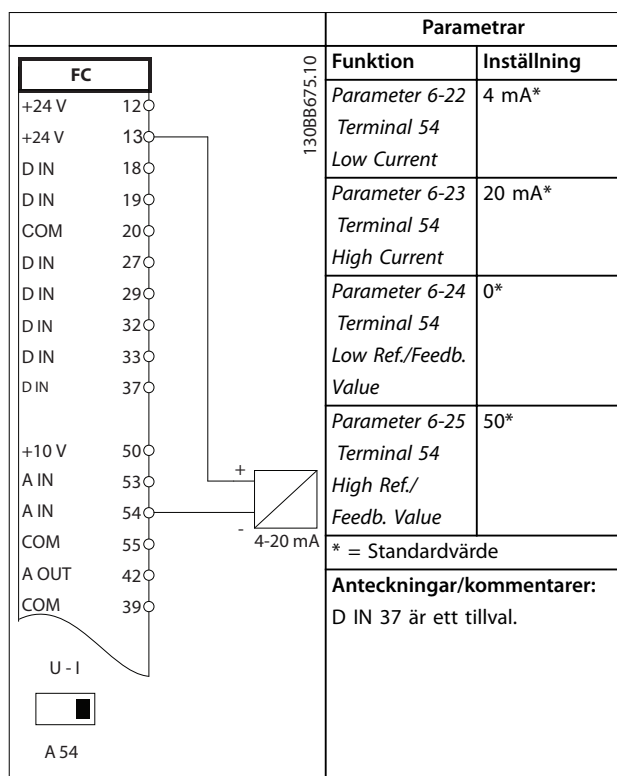 Parametrar
FC
130BB675.10
+24 V 12
+24 V 13
D IN 18
D IN 19
COM 20
D IN 27
D IN 29
D IN 32
D IN 33
D IN 37
+10 V 50
A IN 53
A IN 54
COM 55
A OUT 42
COM 39
+
-
4-20 mA
U - I
A 54
Funktion Inställning
Parameter 6-22 4 mA*
Terminal 54
Low Current
Parameter 6-23 20 mA*
Terminal 54
High Current
Parameter 6-24 0*
Terminal 54
Low Ref./Feedb.
Value
Parameter 6-25 50*
Terminal 54
High Ref./
Feedb. Value
* = Standardvärde
Anteckningar/kommentarer:
D IN 37 är ett tillval.